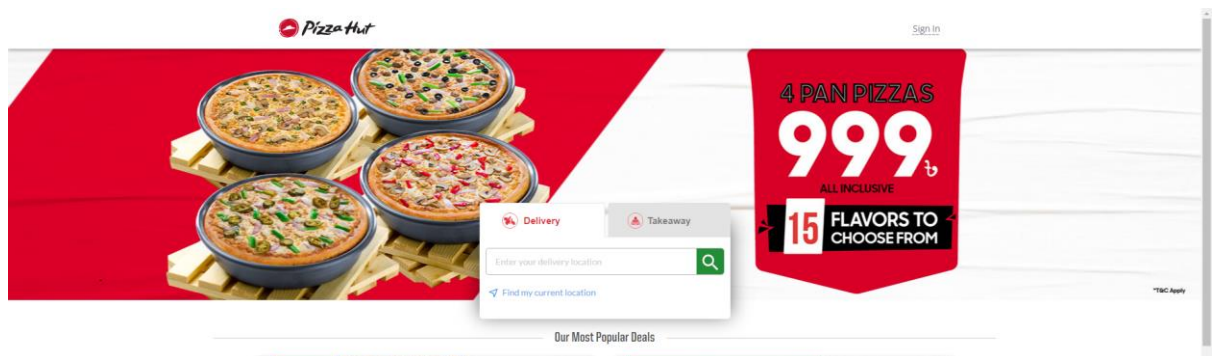 Pizza Hut
Sign In
4 PAN PIZZAS
999৳
ALL INCLUSIVE
15 FLAVORS TO
CHOOSE FROM
Delivery
Takeaway
Enter your delivery location
Find my current location
*T&C Apply
Our Most Popular Deals